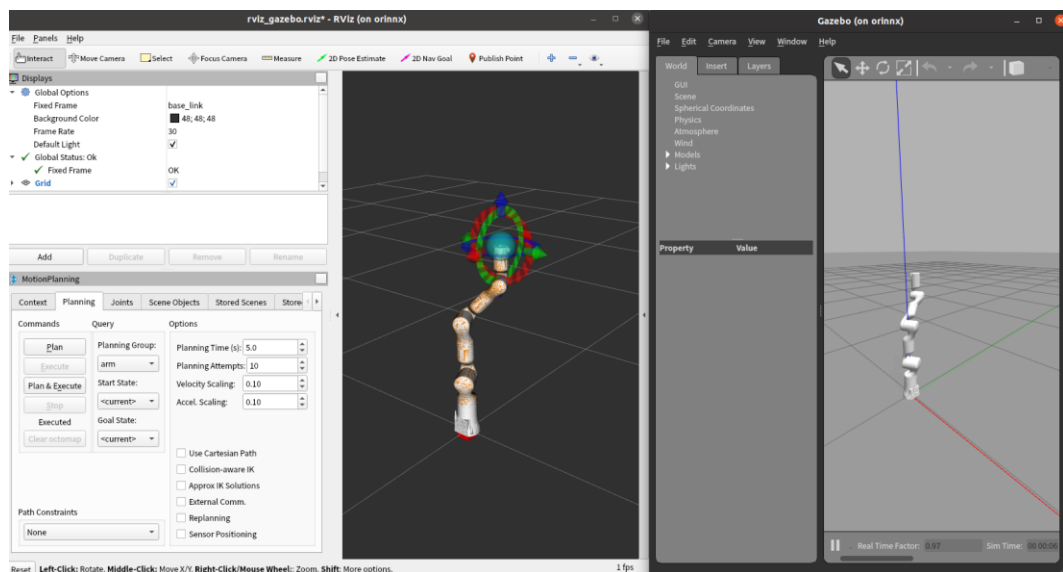 rviz_gazebo.rviz* - RViz (on orinnx)
File Panels Help
Interact Move Camera Select Focus Camera Measure 2D Pose Estimate 2D Nav Goal Publish Point
Displays
Global Options
Fixed Frame base_link
Background Color 48; 48; 48
Frame Rate 30
Default Light
Global Status: Ok
Fixed Frame OK
Grid
Add Duplicate Remove Rename
MotionPlanning
Context Planning Joints Scene Objects Stored Scenes Store
Commands Query Options
Plan
Execute
Plan & Execute
Stop
Executed
Clear octomap
Planning Group:
arm
Start State:
<current>
Goal State:
<current>
Planning Time (s): 5.0
Planning Attempts: 10
Velocity Scaling: 0.10
Accel. Scaling: 0.10
Use Cartesian Path
Collision-aware IK
Approx IK Solutions
External Comm.
Replanning
Sensor Positioning
Path Constraints
None
Reset Left-Click: Rotate. Middle-Click: Move X/Y. Right-Click/Mouse Wheel:: Zoom. Shift: More options. 1 fps
Gazebo (on orinnx)
File Edit Camera View Window Help
World Insert Layers
GUI
Scene
Spherical Coordinates
Physics
Atmosphere
Wind
Models
Lights
Property Value
Real Time Factor: 0.97 Sim Time: 00 00:06